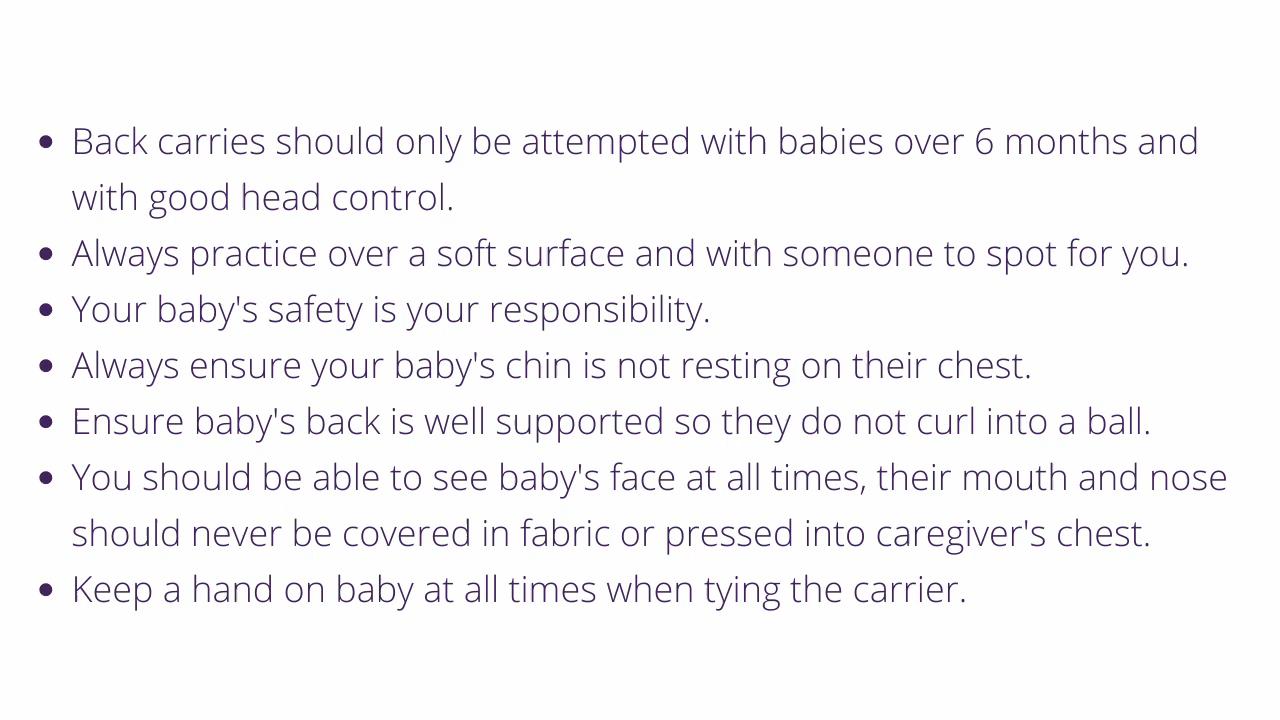 • Back carries should only be attempted with babies over 6 months and
with good head control.
• Always practice over a soft surface and with someone to spot for you.
• Your baby's safety is your responsibility.
• Always ensure your baby's chin is not resting on their chest.
• Ensure baby's back is well supported so they do not curl into a ball.
• You should be able to see baby's face at all times, their mouth and nose
should never be covered in fabric or pressed into caregiver's chest.
• Keep a hand on baby at all times when tying the carrier.